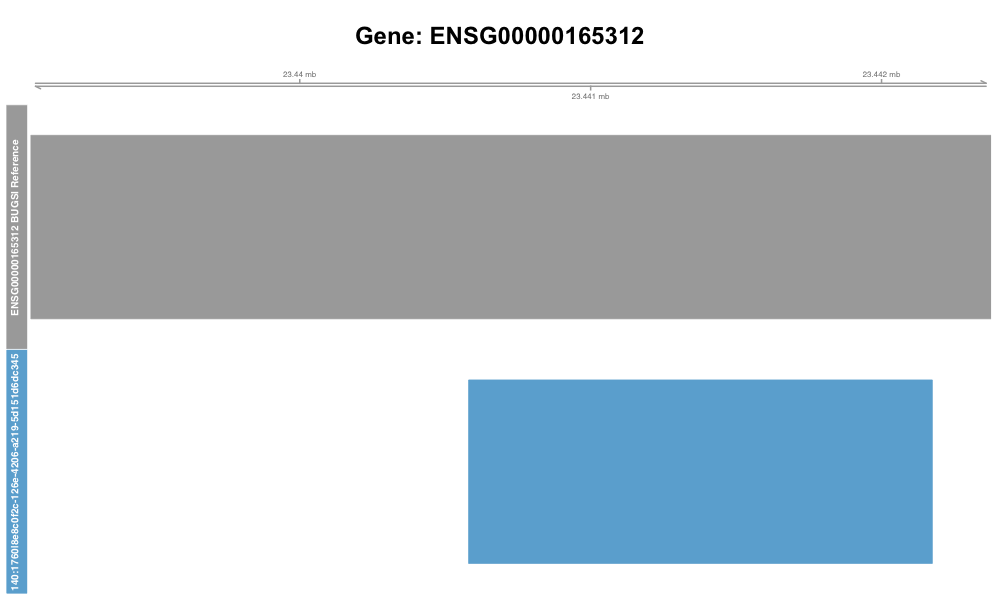 Gene: ENSG00000165312
23.44 mb
23.442 mb
23.441 mb
ENSG00000165312 BUGSI Reference
140:1760l8e8c0f2c-126e-4206-a219-5d151d6dc345